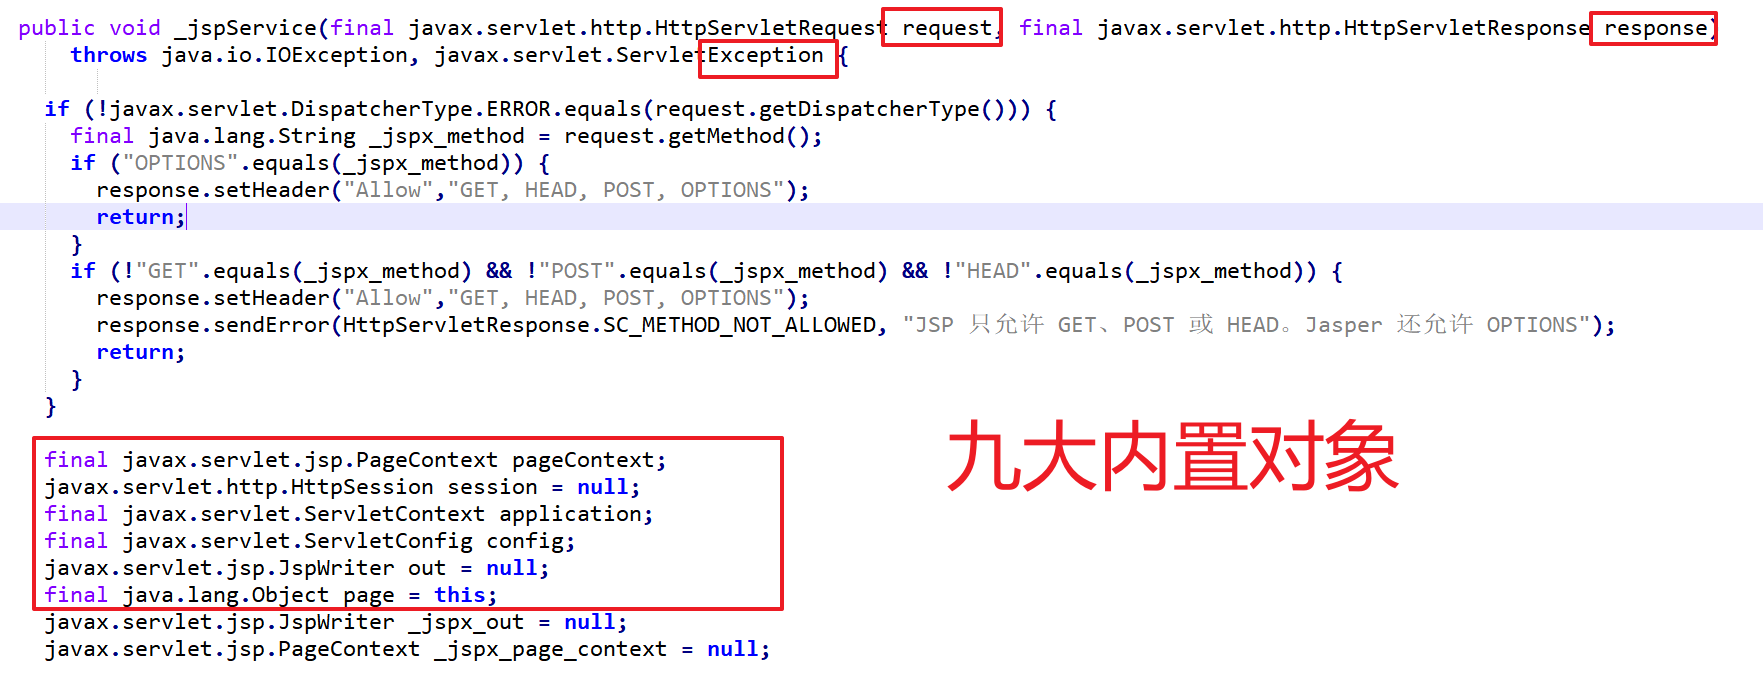 public void _jspService(final javax.servlet.http.HttpServletRequest request, final javax.servlet.http.HttpServletResponse response)
throws java.io.IOException, javax.servlet.ServletException {
if (!javax.servlet.DispatcherType.ERROR.equals(request.getDispatcherType())) {
final java.lang.String _jspx_method = request.getMethod();
if ("OPTIONS".equals(_jspx_method)) {
response.setHeader("Allow","GET, HEAD, POST, OPTIONS");
return;
}
if (!"GET".equals(_jspx_method) && !"POST".equals(_jspx_method) && !"HEAD".equals(_jspx_method)) {
response.setHeader("Allow","GET, HEAD, POST, OPTIONS");
response.sendError(HttpServletResponse.SC_METHOD_NOT_ALLOWED, "JSP 只允许 GET、POST 或 HEAD。Jasper 还允许 OPTIONS");
return;
}
}
九大内置对象
final javax.servlet.jsp.PageContext pageContext;
javax.servlet.http.HttpSession session = null;
final javax.servlet.ServletContext application;
final javax.servlet.ServletConfig config;
javax.servlet.jsp.JspWriter out = null;
final java.lang.Object page = this;
javax.servlet.jsp.JspWriter _jspx_out = null;
javax.servlet.jsp.PageContext _jspx_page_context = null;